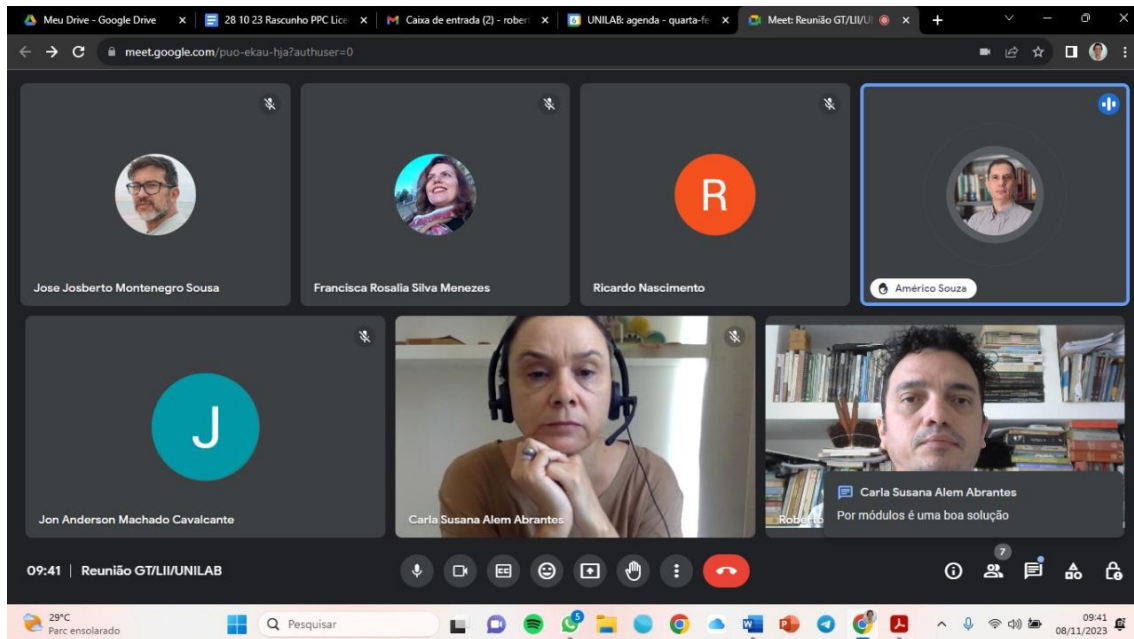 Meu Drive - Google Drive
28 10 23 Rascunho PPC Lice
Caixa de entrada (2) - robert
UNILAB: agenda - quarta-fe
Meet: Reunião GT/LII/U
meet.google.com/puo-ekau-hja?authuser=0
Jose Josberto Montenegro Sousa
Francisca Rosalia Silva Menezes
R
Ricardo Nascimento
Américo Souza
J
Jon Anderson Machado Cavalcante
Carla Susana Alem Abrantes
Roberto
Carla Susana Alem Abrantes
Por módulos é uma boa solução
09:41 | Reunião GT/LII/UNILAB
CC
7
29°C
Parc ensolarado
Pesquisar
5
09:41
08/11/2023